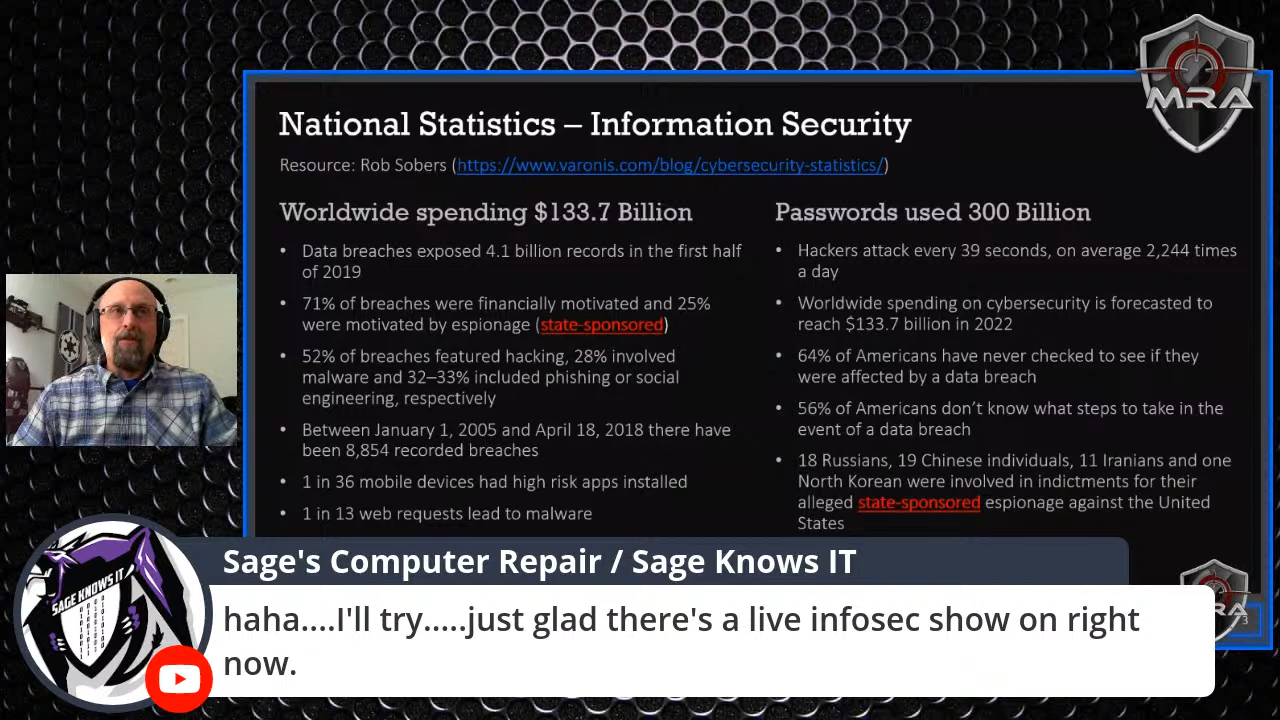 MRA
National Statistics – Information Security
Resource: Rob Sobers (https://www.varonis.com/blog/cybersecurity-statistics/)
Worldwide spending $133.7 Billion
• Data breaches exposed 4.1 billion records in the first half
of 2019
• 71% of breaches were financially motivated and 25%
were motivated by espionage (state-sponsored)
• 52% of breaches featured hacking, 28% involved
malware and 32–33% included phishing or social
engineering, respectively
• Between January 1, 2005 and April 18, 2018 there have
been 8,854 recorded breaches
• 1 in 36 mobile devices had high risk apps installed
• 1 in 13 web requests lead to malware
Passwords used 300 Billion
• Hackers attack every 39 seconds, on average 2,244 times
a day
• Worldwide spending on cybersecurity is forecasted to
reach $133.7 billion in 2022
• 64% of Americans have never checked to see if they
were affected by a data breach
• 56% of Americans don't know what steps to take in the
event of a data breach
• 18 Russians, 19 Chinese individuals, 11 Iranians and one
North Korean were involved in indictments for their
alleged state-sponsored espionage against the United
States
3
SAGE KNOWS IT
Sage's Computer Repair / Sage Knows IT
haha....I'll try.....just glad there's a live infosec show on right
now.